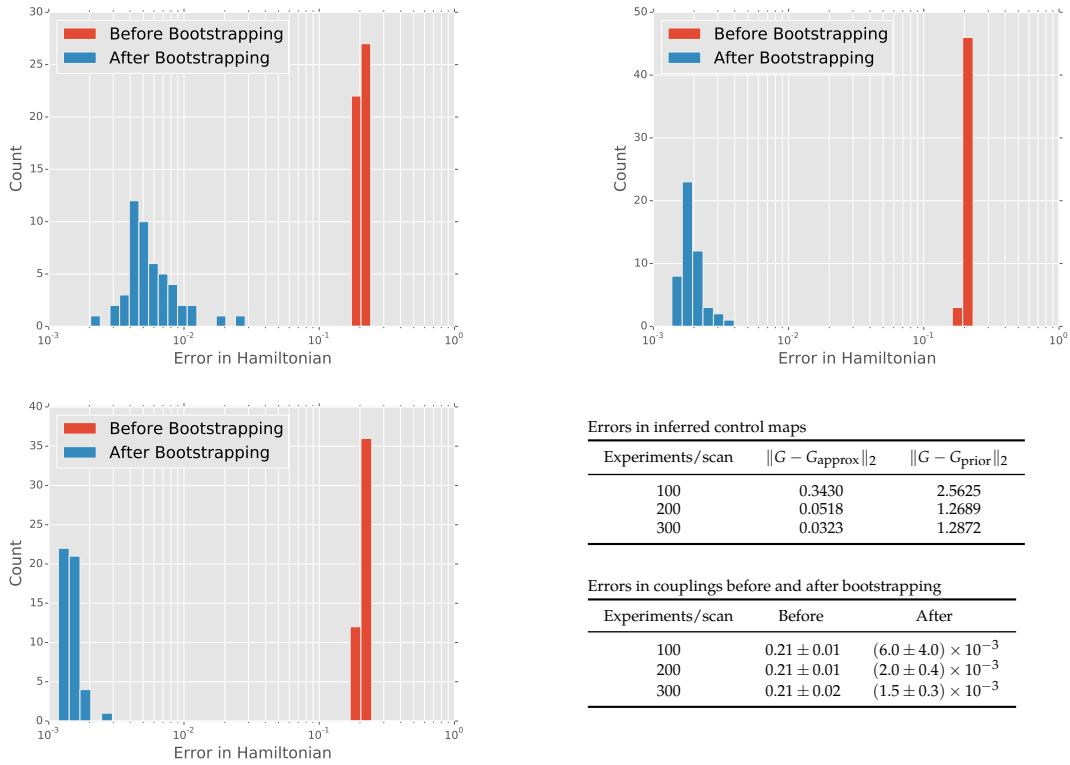 Before Bootstrapping
After Bootstrapping
30
25
20
15
10
5
0
Count
10^-3
10^-2
10^-1
10^0
Error in Hamiltonian
Before Bootstrapping
After Bootstrapping
50
40
30
20
10
0
Count
10^-3
10^-2
10^-1
10^0
Error in Hamiltonian
Before Bootstrapping
After Bootstrapping
40
35
30
25
20
15
10
5
0
Count
10^-3
10^-2
10^-1
10^0
Error in Hamiltonian
Errors in inferred control maps
Experiments/scan ‖G − G_approx‖_2 ‖G − G_prior‖_2
100 0.3430 2.5625
200 0.0518 1.2689
300 0.0323 1.2872
Errors in couplings before and after bootstrapping
Experiments/scan Before After
100 0.21 ± 0.01 (6.0 ± 4.0) × 10^−3
200 0.21 ± 0.01 (2.0 ± 0.4) × 10^−3
300 0.21 ± 0.02 (1.5 ± 0.3) × 10^−3